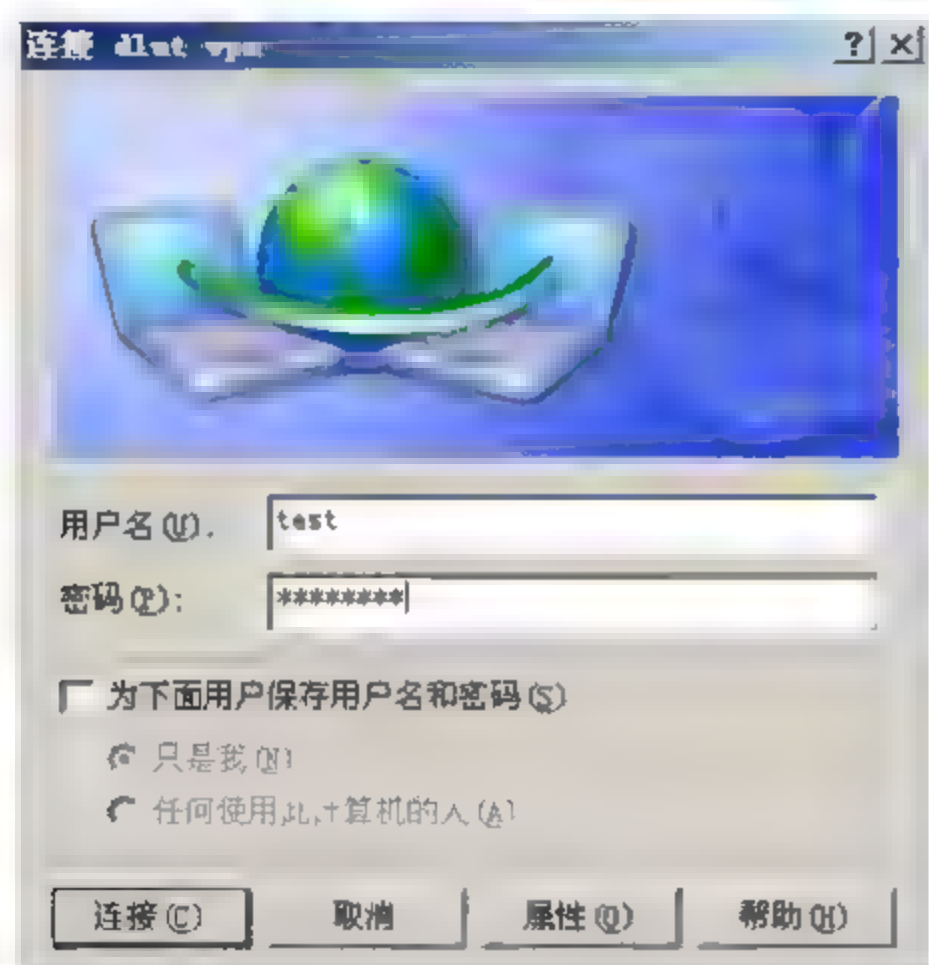 连接 dlut vpn
用户名(U).
test
密码(P):
********
为下面用户保存用户名和密码(S)
只是我(N)
任何使用此计算机的人(A)
连接(C) 取消 属性(O) 帮助(H)